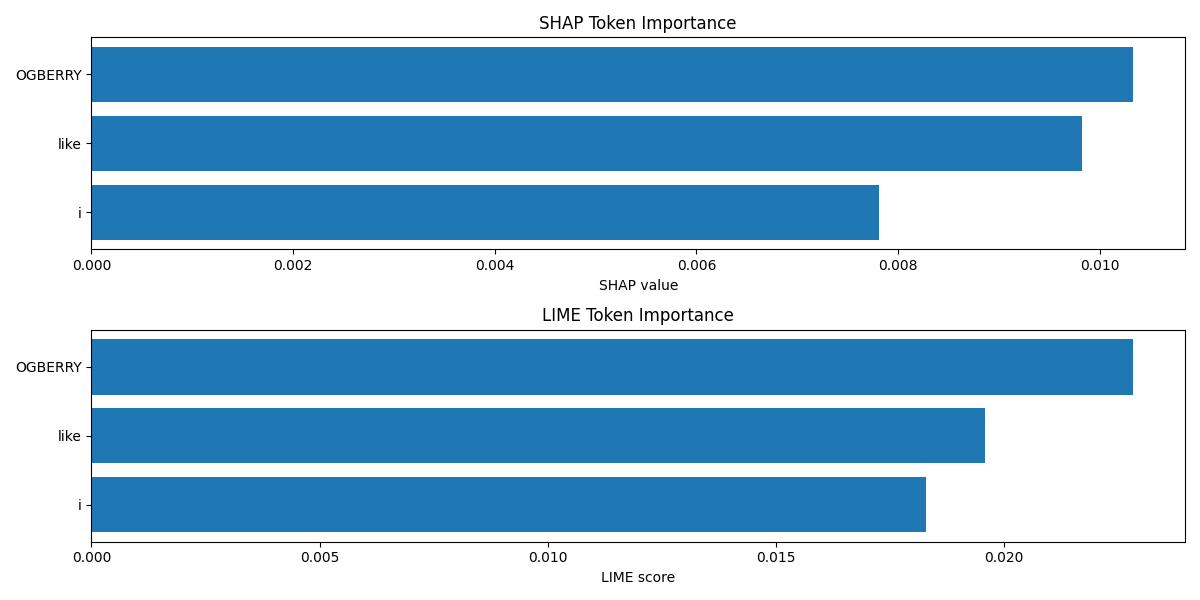 SHAP Token Importance
OGBERRY
like
i
0.000 0.002 0.004 0.006 0.008 0.010
SHAP value
LIME Token Importance
OGBERRY
like
i
0.000 0.005 0.010 0.015 0.020
LIME score